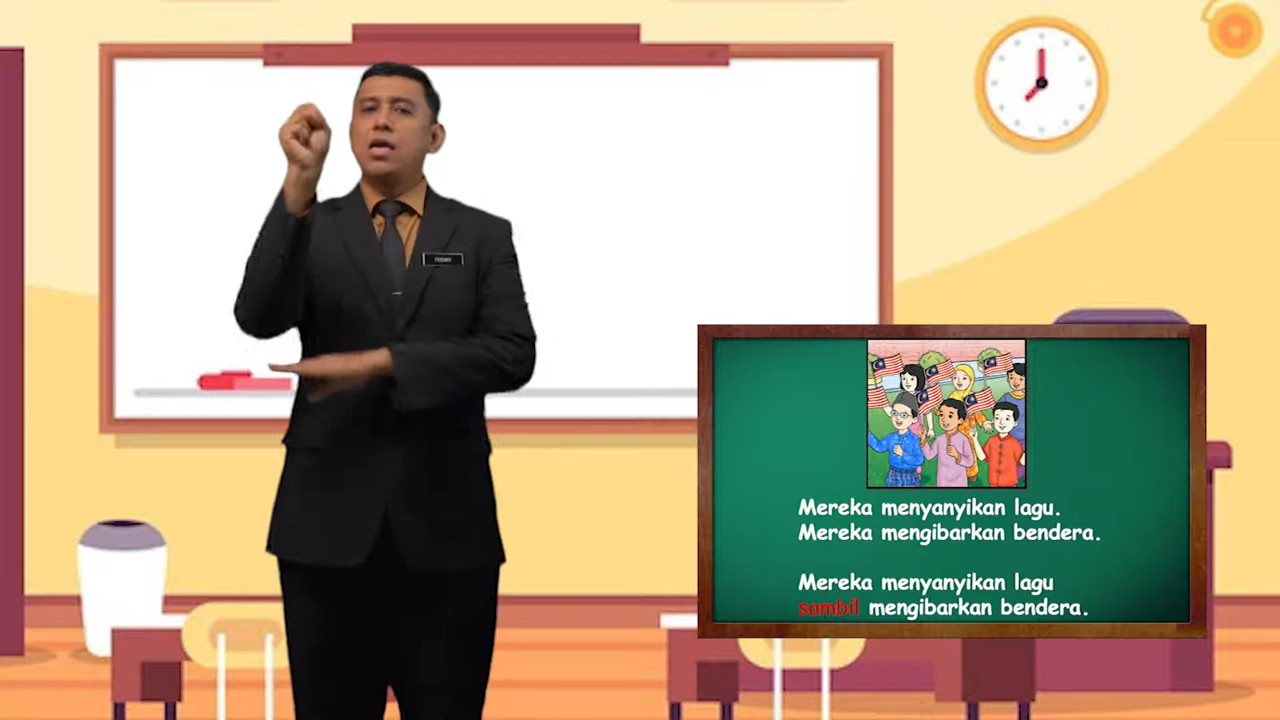 Mereka menyanyikan lagu.
Mereka mengibarkan bendera.
Mereka menyanyikan lagu
sambil mengibarkan bendera.